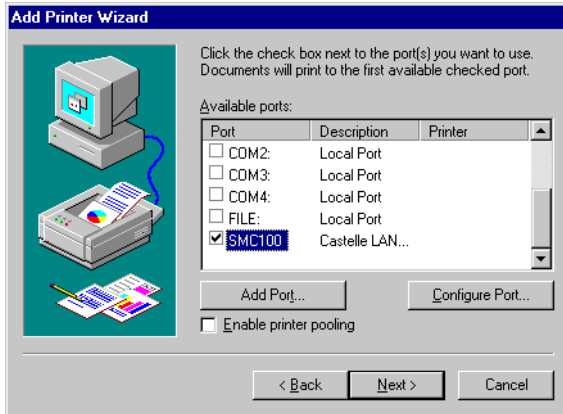 Add Printer Wizard
Click the check box next to the port(s) you want to use.
Documents will print to the first available checked port.
Available ports:
Port Description Printer
COM2: Local Port
COM3: Local Port
COM4: Local Port
FILE: Local Port
SMC100 Castelle LAN...
Add Port... Configure Port...
Enable printer pooling
< Back Next > Cancel